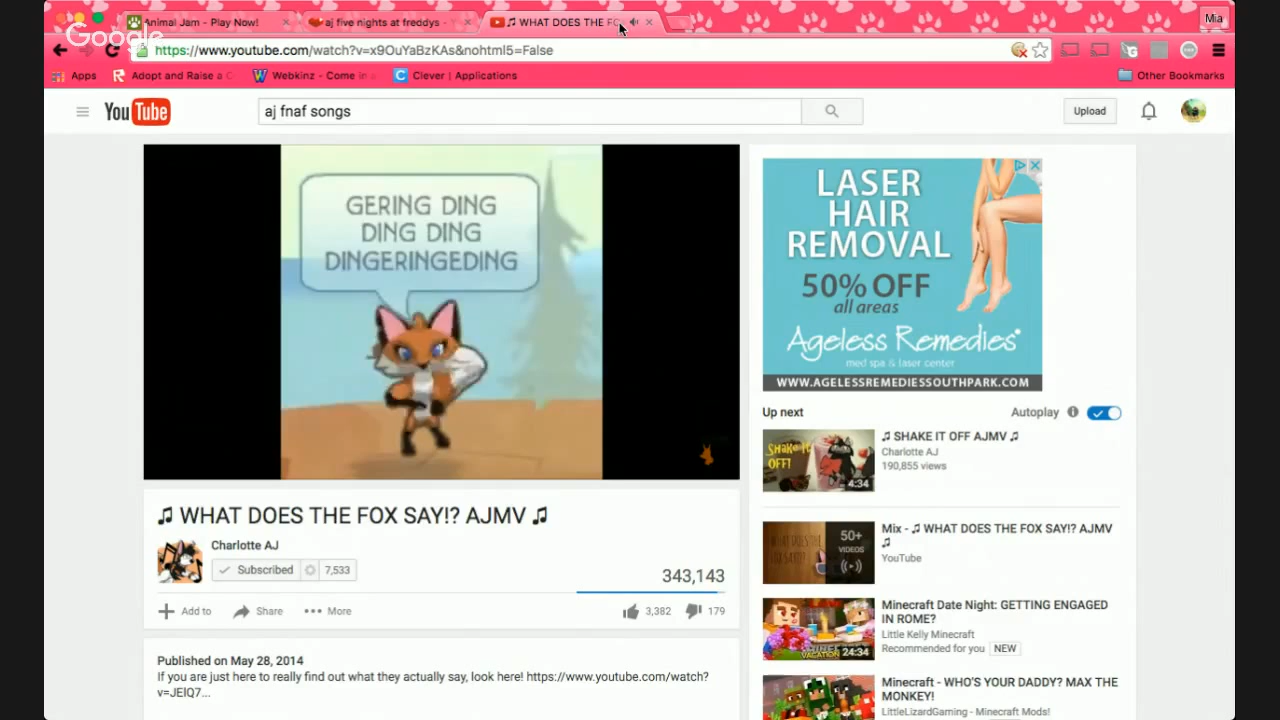 Animal Jam - Play Now!
aj five nights at freddys -
♫ WHAT DOES THE FO
Mia
Google
https://www.youtube.com/watch?v=x9OuYaBzKAs&nohtml5=False
Apps
Adopt and Raise a C
Webkinz - Come in a
Clever | Applications
Other Bookmarks
YouTube
aj fnaf songs
Upload
GERING DING
DING DING
DINGERINGEDING
LASER
HAIR
REMOVAL
50% OFF
all areas
Ageless Remedies
med spa & laser center
WWW.AGELESSREMEDIESSOUTHPARK.COM
Up next
Autoplay
SHAKE IT
OFF!
4:34
♫ SHAKE IT OFF AJMV ♫
Charlotte AJ
190,855 views
♫ WHAT DOES THE FOX SAY!? AJMV ♫
Charlotte AJ
Subscribed
7,533
343,143
Add to
Share
More
3,382
179
50+
VIDEOS
Mix - ♫ WHAT DOES THE FOX SAY!? AJMV
♫
YouTube
24:34
Minecraft Date Night: GETTING ENGAGED
IN ROME?
Little Kelly Minecraft
Recommended for you
NEW
Minecraft - WHO'S YOUR DADDY? MAX THE
MONKEY!
LittleLizardGaming - Minecraft Mods!
Published on May 28, 2014
If you are just here to really find out what they actually say, look here! https://www.youtube.com/watch?
v=JElQ7...